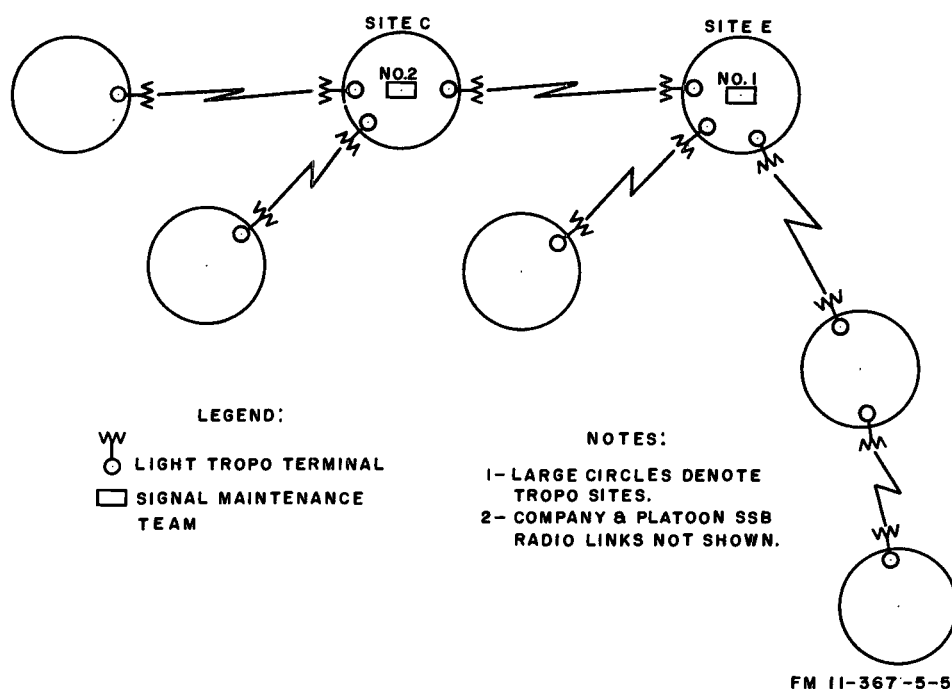 SITE C
SITE E
NO.2
NO.1
LEGEND:
LIGHT TROPO TERMINAL
SIGNAL MAINTENANCE
TEAM
NOTES:
1- LARGE CIRCLES DENOTE
TROPO SITES.
2- COMPANY & PLATOON SSB
RADIO LINKS NOT SHOWN.
FM 11-367-5-5